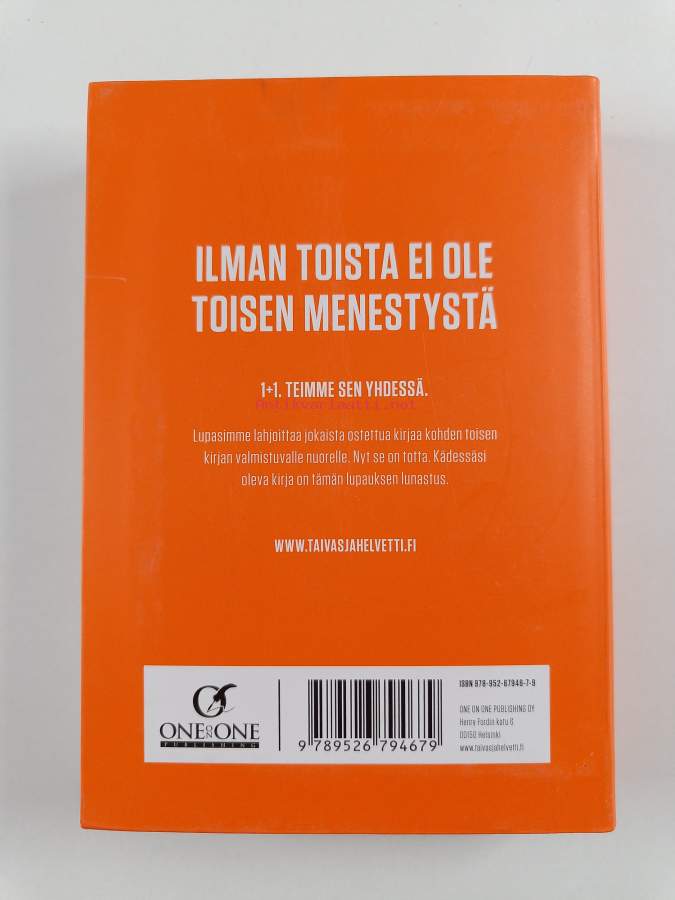 ILMAN TOISTA EI OLE
TOISEN MENESTYSTÄ
1+1. TEIMME SEN YHDESSÄ.
Antikvariaatti.net
Lupasimme lahjoittaa jokaista ostettua kirjaa kohden toisen
kirjan valmistuvalle nuorelle. Nyt se on totta. Kädessäsi
oleva kirja on tämän lupauksen lunastus.
WWW.TAIVASJAHELVETTI.FI
ONE ON ONE
PUBLISHING
9 789526 794679
ISBN 978-952-67946-7-9
ONE ON ONE PUBLISHING OY
Henry Fordin katu 6
00150 Helsinki
www.taivasjahelvetti.fi